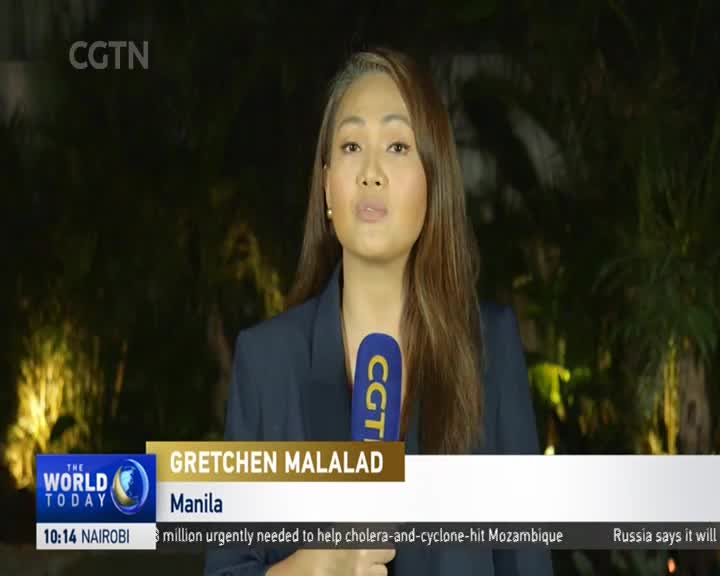 CGTN
CGT
GRETCHEN MALALAD
THE
WORLD
TODAY
Manila
10:14 NAIROBI
million urgently needed to help cholera-and-cyclone-hit Mozambique
Russia says it will